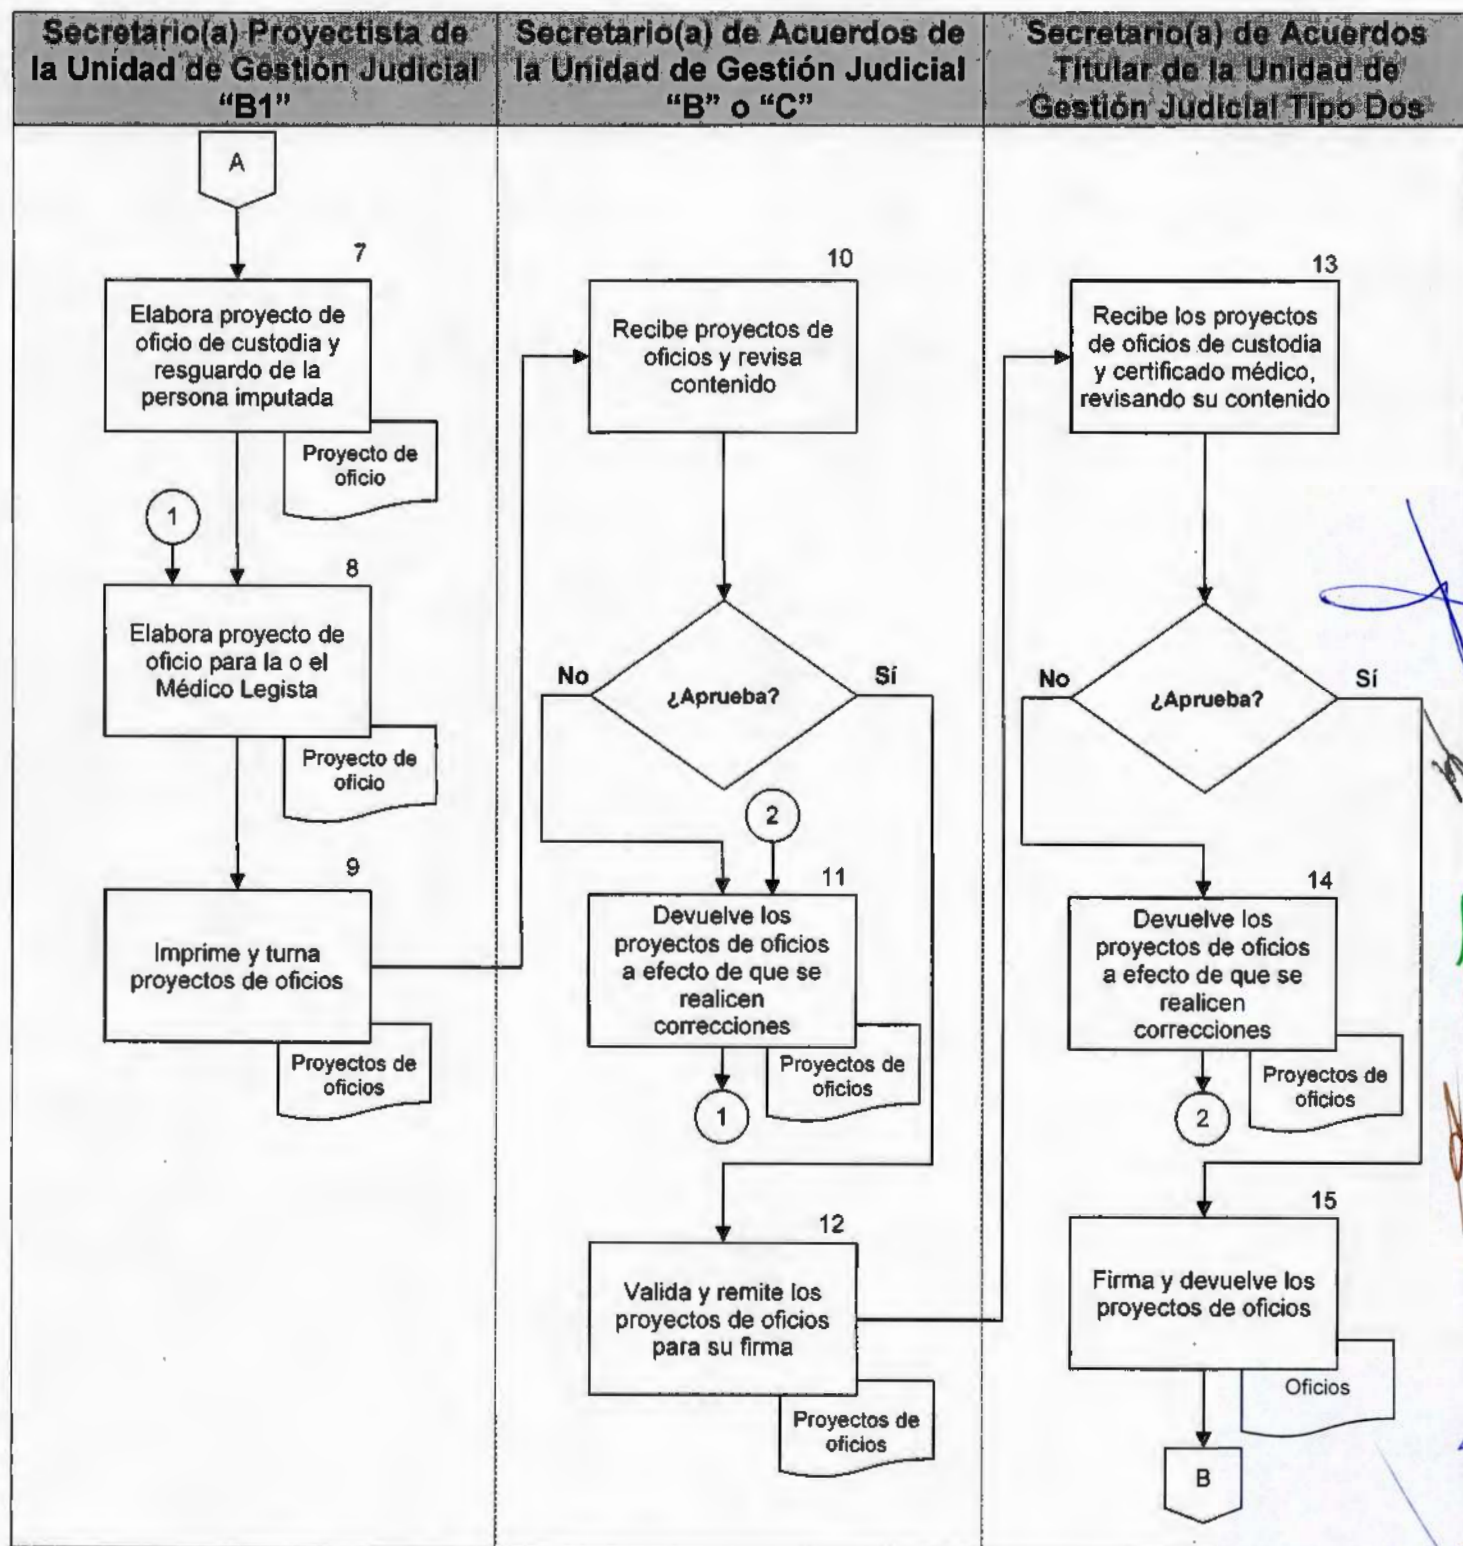 Secretario(a) Proyectista de
la Unidad de Gestión Judicial
“B1”
Secretario(a) de Acuerdos de
la Unidad de Gestión Judicial
“B” o “C”
Secretario(a) de Acuerdos
Titular de la Unidad de
Gestión Judicial Tipo Dos
A
7
Elabora proyecto de
oficio de custodia y
resguardo de la
persona imputada
Proyecto de
oficio
1
8
Elabora proyecto de
oficio para la o el
Médico Legista
Proyecto de
oficio
9
Imprime y turna
proyectos de oficios
Proyectos de
oficios
10
Recibe proyectos de
oficios y revisa
contenido
No
¿Aprueba?
Sí
2
11
Devuelve los
proyectos de oficios
a efecto de que se
realicen
correcciones
Proyectos de
oficios
1
12
Valida y remite los
proyectos de oficios
para su firma
Proyectos de
oficios
13
Recibe los proyectos
de oficios de custodia
y certificado médico,
revisando su contenido
No
¿Aprueba?
Sí
14
Devuelve los
proyectos de oficios
a efecto de que se
realicen
correcciones
Proyectos de
oficios
2
15
Firma y devuelve los
proyectos de oficios
Oficios
B